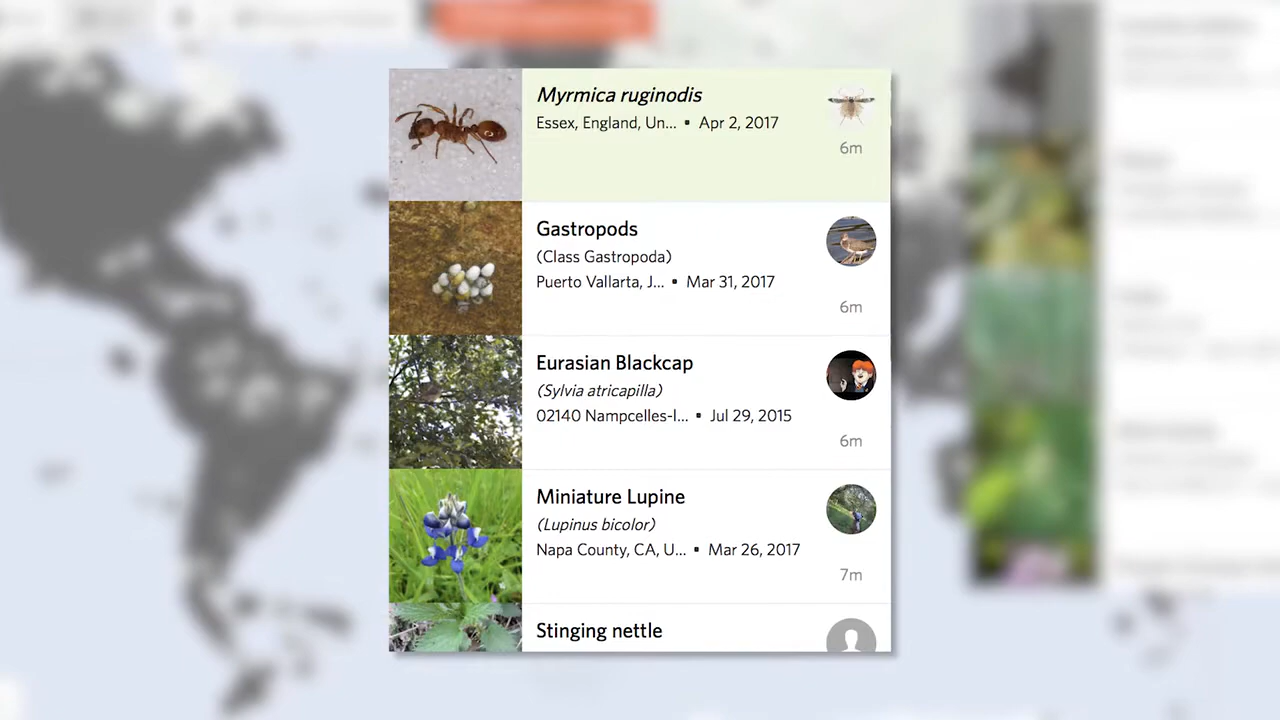 Myrmica ruginodis
Essex, England, Un... ▪ Apr 2, 2017
6m
Gastropods
(Class Gastropoda)
Puerto Vallarta, J... ▪ Mar 31, 2017
6m
Eurasian Blackcap
(Sylvia atricapilla)
02140 Nampcelles-l... ▪ Jul 29, 2015
6m
Miniature Lupine
(Lupinus bicolor)
Napa County, CA, U... ▪ Mar 26, 2017
7m
Stinging nettle